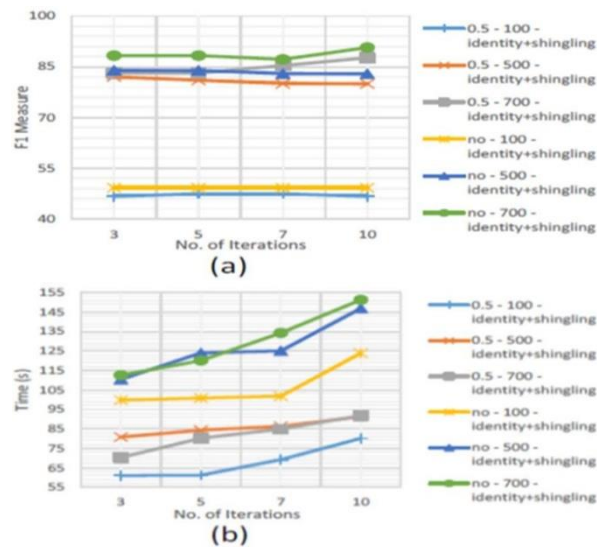 100
85
70
55
40
F1 Measure
3 5 7 10
No. of Iterations
(a)
0.5 - 100 -
identity+shingling
0.5 - 500 -
identity+shingling
0.5 - 700 -
identity+shingling
no - 100 -
identity+shingling
no - 500 -
identity+shingling
no - 700 -
identity+shingling
155
145
135
125
115
105
95
85
75
65
55
Time (s)
3 5 7 10
No. of Iterations
(b)
0.5 - 100 -
identity+shingling
0.5 - 500 -
identity+shingling
0.5 - 700 -
identity+shingling
no - 100 -
identity+shingling
no - 500 -
identity+shingling
no - 700 -
identity+shingling